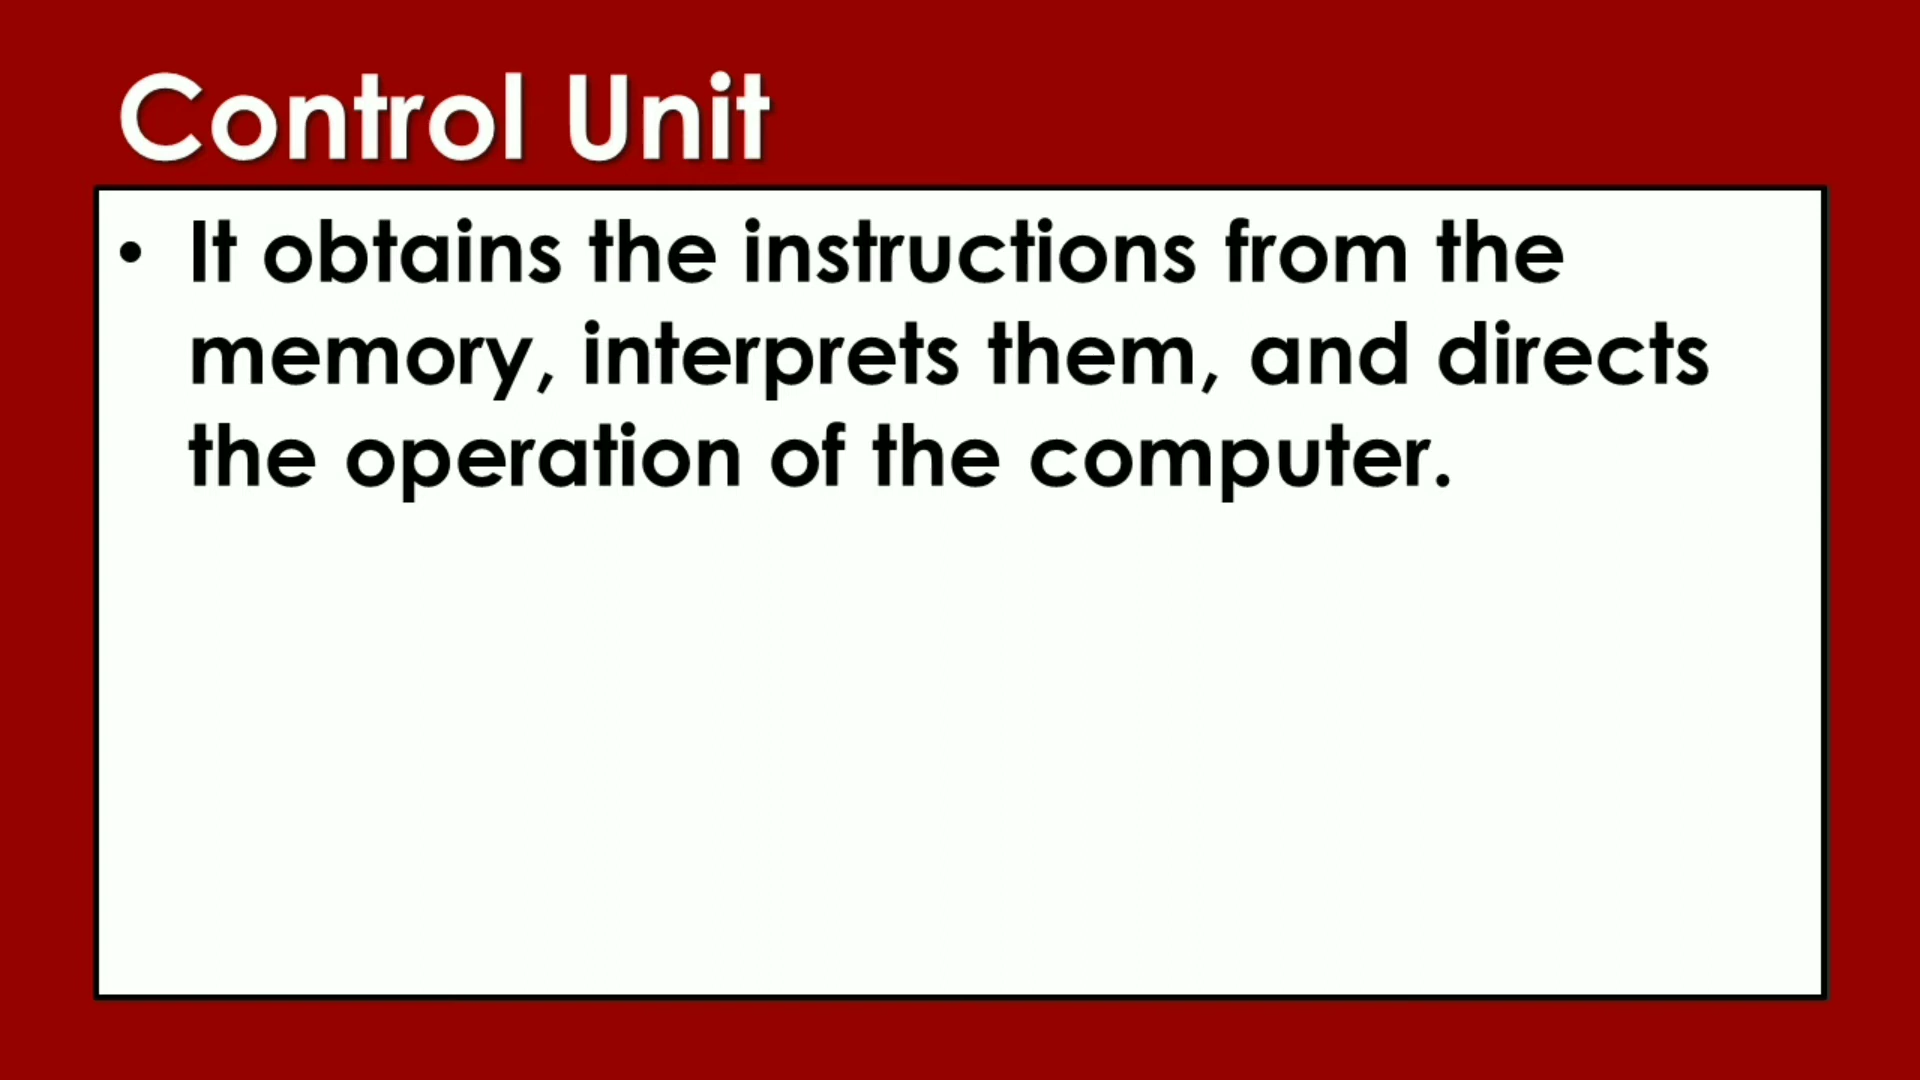 Control Unit
• It obtains the instructions from the
memory, interprets them, and directs
the operation of the computer.